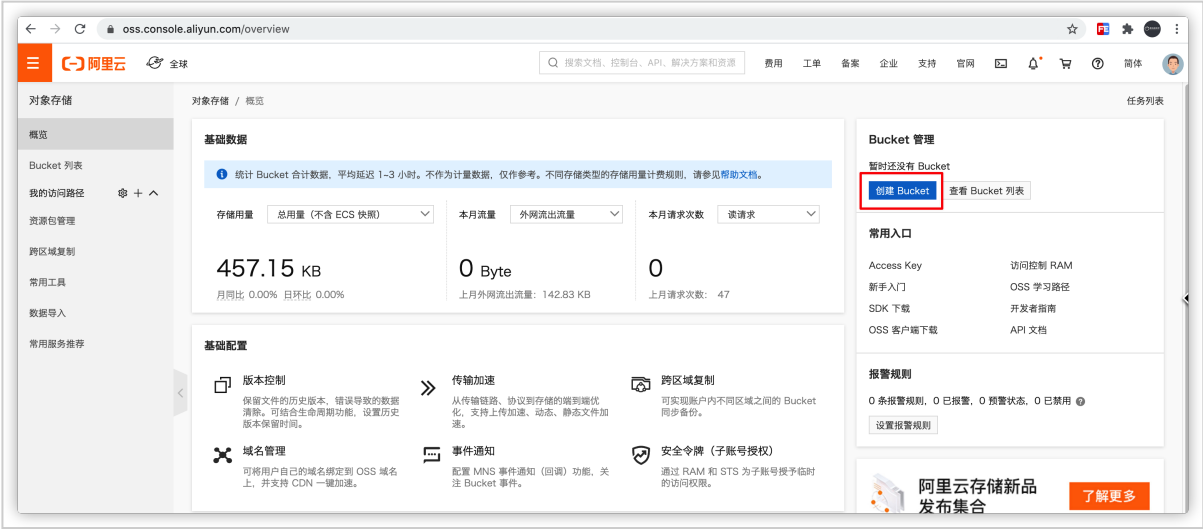 oss.console.aliyun.com/overview
阿里云
全球
搜索文档、控制台、API、解决方案和资源
费用
工单
备案
企业
支持
官网
简体
对象存储
概览
Bucket 列表
我的访问路径
资源包管理
跨区域复制
常用工具
数据导入
常用服务推荐
对象存储 / 概览
任务列表
基础数据
统计 Bucket 合计数据，平均延迟 1-3 小时。不作为计量数据，仅作参考。不同存储类型的存储用量计费规则，请参见帮助文档。
存储用量
总用量（不含 ECS 快照）
本月流量
外网流出流量
本月请求次数
读请求
457.15 KB
0 Byte
0
月同比 0.00% 日环比 0.00%
上月外网流出流量：142.83 KB
上月请求次数： 47
基础配置
版本控制
保留文件的历史版本，错误导致的数据
清除。可结合生命周期功能，设置历史
版本保留时间。
传输加速
从传输链路、协议到存储的端到端优
化，支持上传加速、动态、静态文件加
速。
跨区域复制
可实现账户内不同区域之间的 Bucket
同步备份。
域名管理
可将用户自己的域名绑定到 OSS 域名
上，并支持 CDN 一键加速。
事件通知
配置 MNS 事件通知（回调）功能，关
注 Bucket 事件。
安全令牌（子账号授权）
通过 RAM 和 STS 为子账号授予临时
的访问权限。
Bucket 管理
暂时还没有 Bucket
创建 Bucket
查看 Bucket 列表
常用入口
Access Key
访问控制 RAM
新手入门
OSS 学习路径
SDK 下载
开发者指南
OSS 客户端下载
API 文档
报警规则
0 条报警规则，0 已报警，0 预警状态，0 已禁用
设置报警规则
阿里云存储新品
发布集合
了解更多